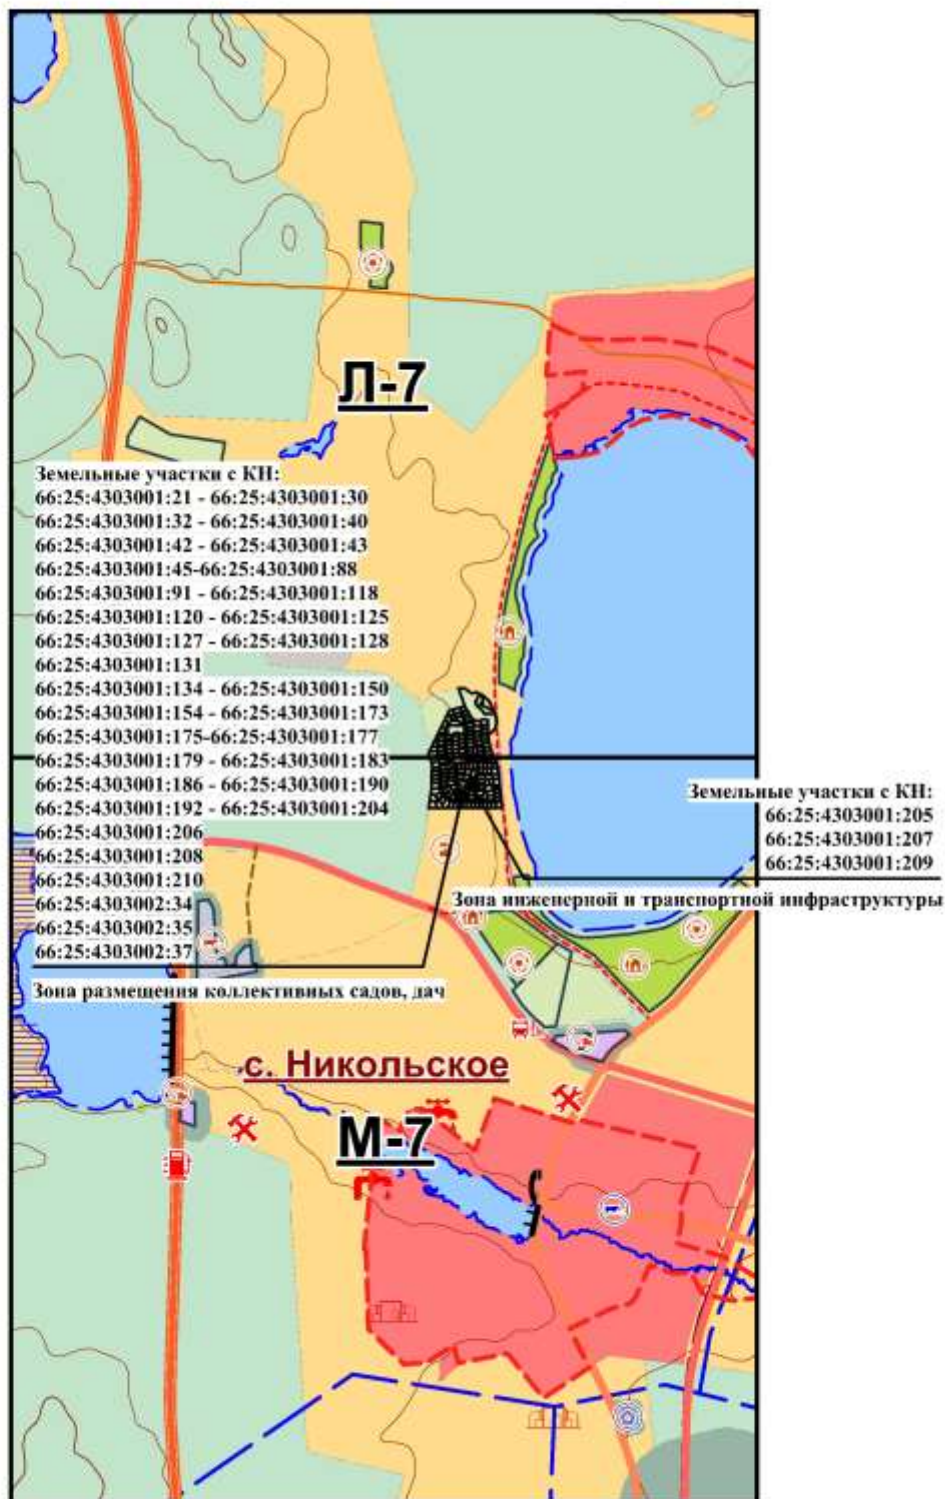 Л-7
Земельные участки с КН:
66:25:4303001:21 - 66:25:4303001:30
66:25:4303001:32 - 66:25:4303001:40
66:25:4303001:42 - 66:25:4303001:43
66:25:4303001:45-66:25:4303001:88
66:25:4303001:91 - 66:25:4303001:118
66:25:4303001:120 - 66:25:4303001:125
66:25:4303001:127 - 66:25:4303001:128
66:25:4303001:131
66:25:4303001:134 - 66:25:4303001:150
66:25:4303001:154 - 66:25:4303001:173
66:25:4303001:175-66:25:4303001:177
66:25:4303001:179 - 66:25:4303001:183
66:25:4303001:186 - 66:25:4303001:190
66:25:4303001:192 - 66:25:4303001:204
66:25:4303001:206
66:25:4303001:208
66:25:4303001:210
66:25:4303002:34
66:25:4303002:35
66:25:4303002:37
Зона размещения коллективных садов, дач
Земельные участки с КН:
66:25:4303001:205
66:25:4303001:207
66:25:4303001:209
Зона инженерной и транспортной инфраструктуры
с. Никольское
М-7